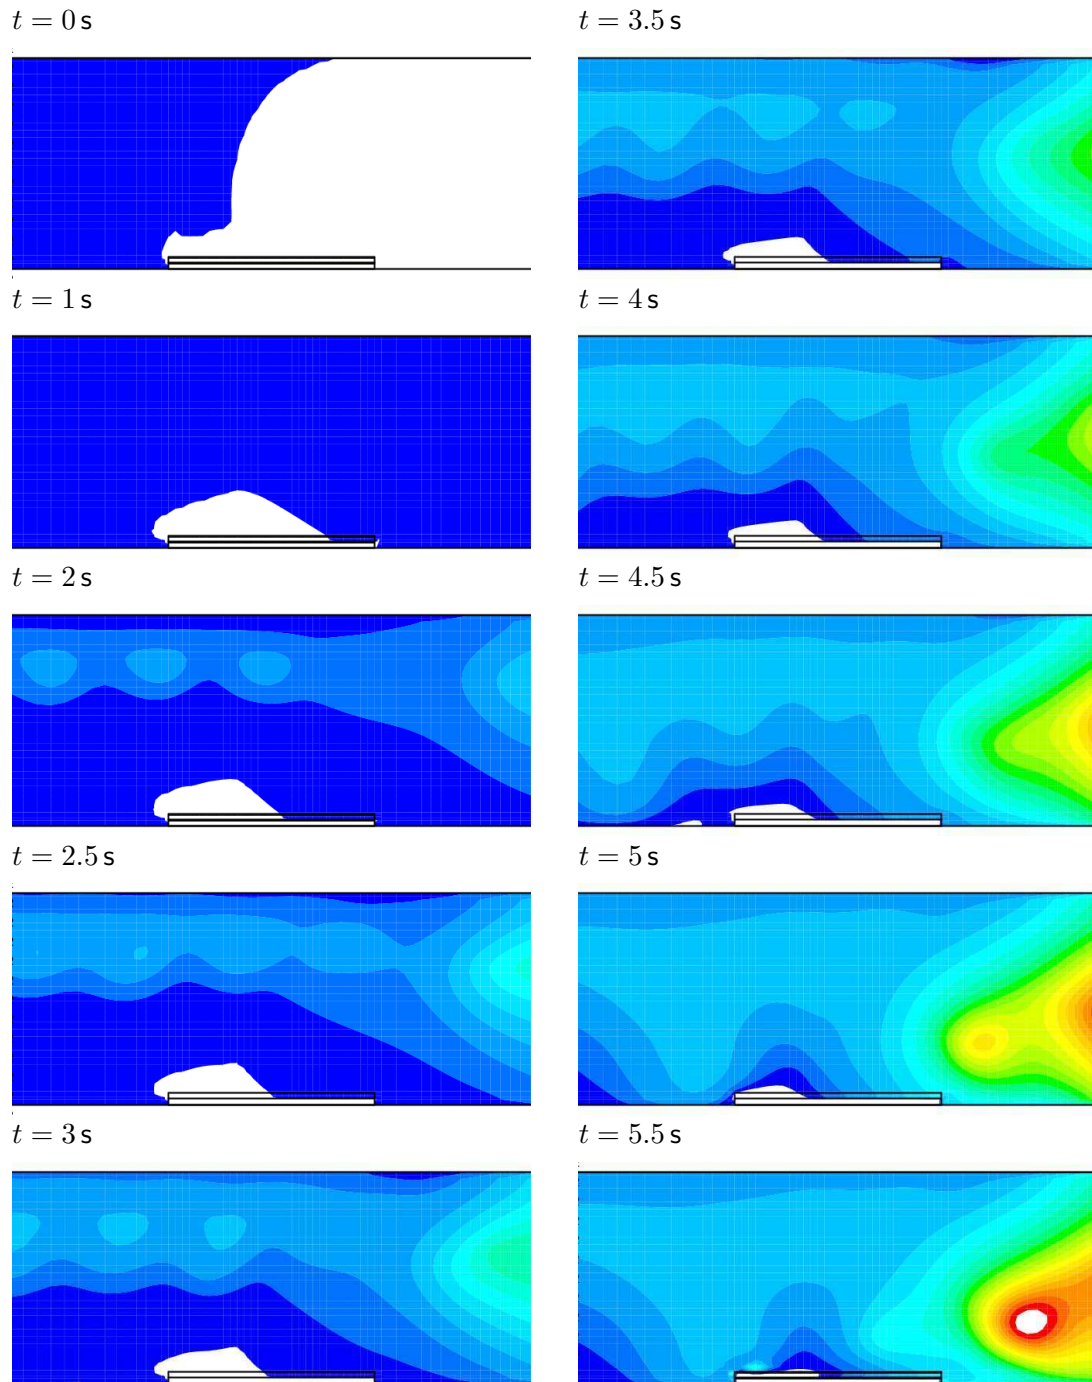 t = 0 s
t = 1 s
t = 2 s
t = 2.5 s
t = 3 s
t = 3.5 s
t = 4 s
t = 4.5 s
t = 5 s
t = 5.5 s